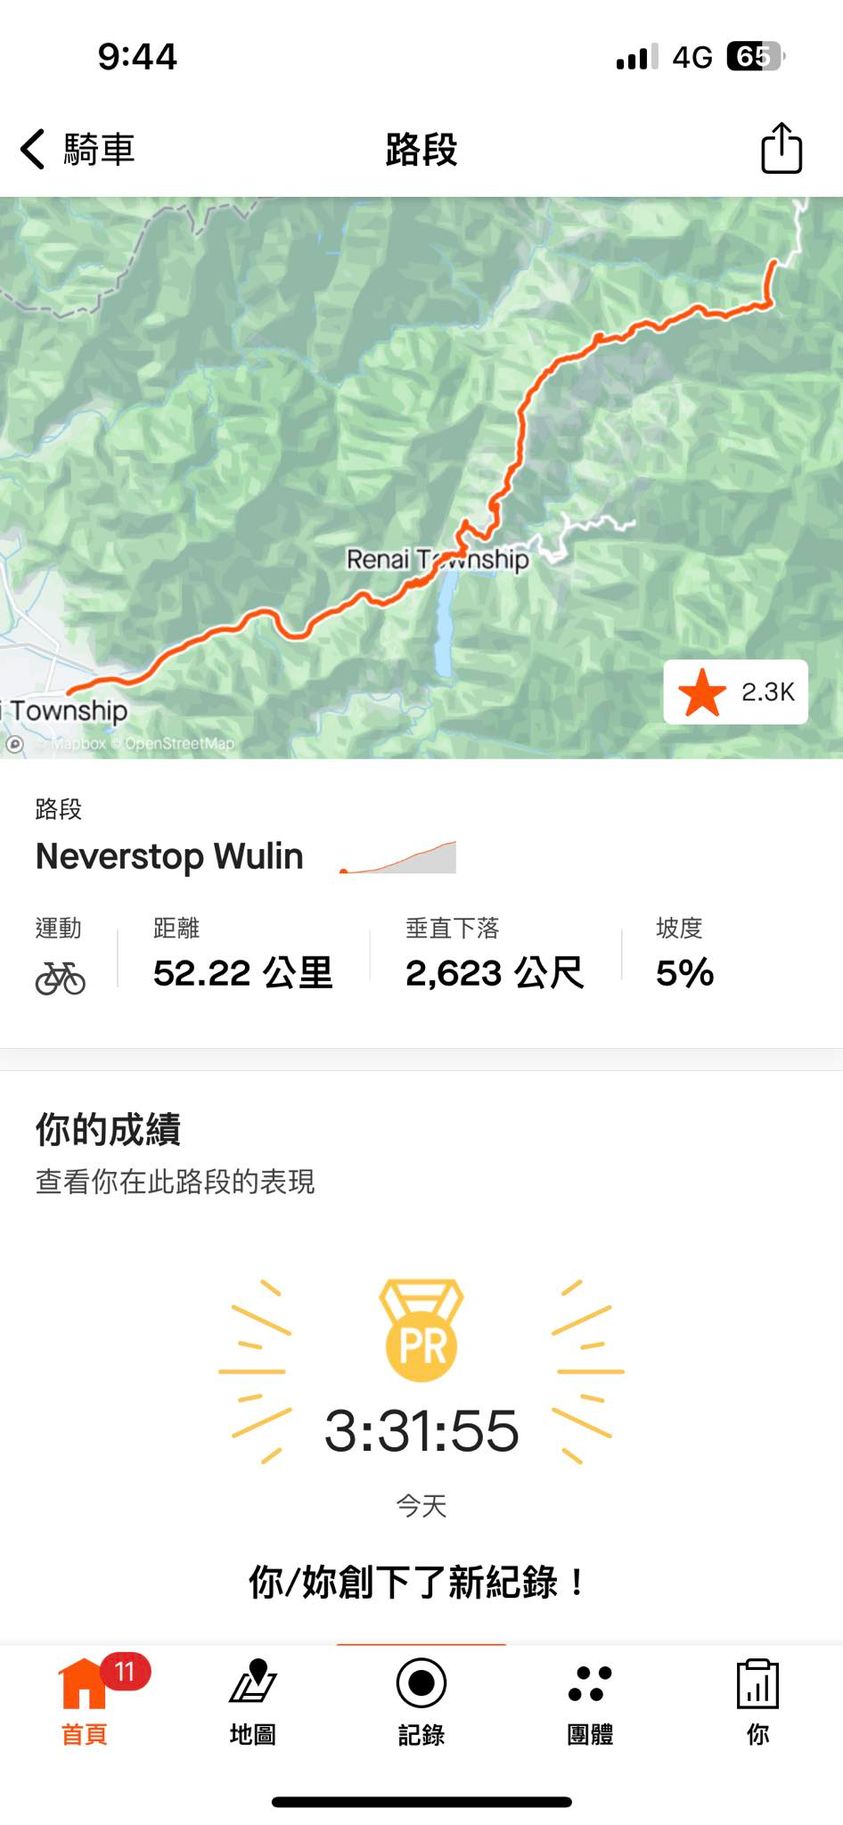 9:44
4G 65
騎車
路段
Renai Township
i Township
2.3K
© Mapbox © OpenStreetMap
路段
Neverstop Wulin
運動 距離 垂直下落 坡度
52.22 公里 2,623 公尺 5%
你的成績
查看你在此路段的表現
PR
3:31:55
今天
你/妳創下了新紀錄！
11
首頁 地圖 記錄 團體 你